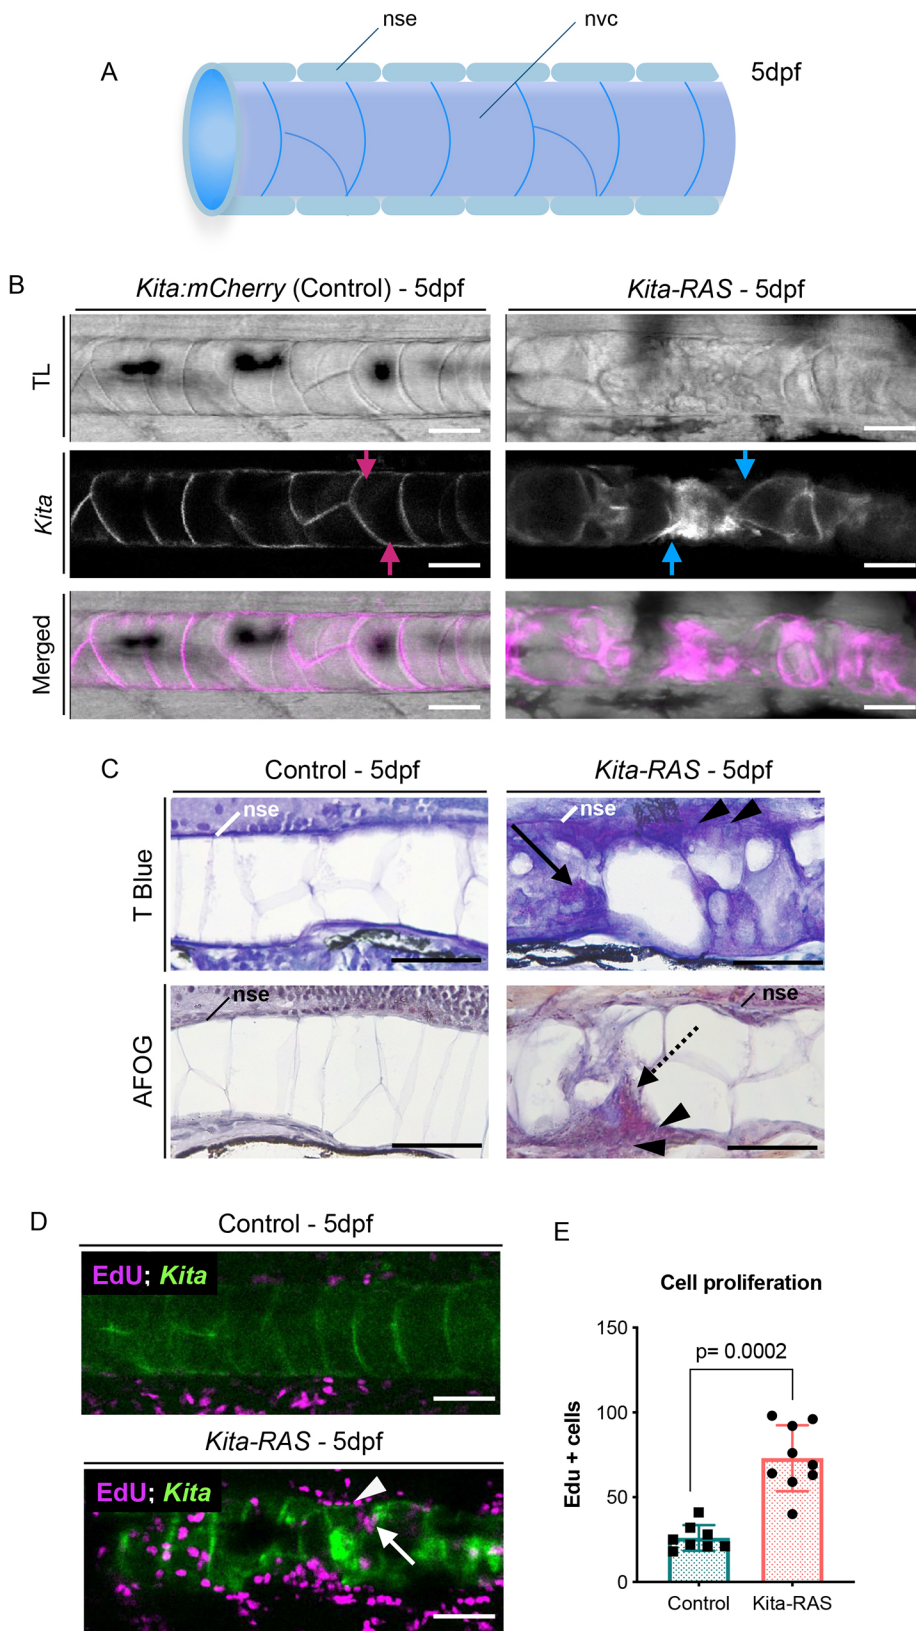 nse nvc
A 5dpf
B
Kita:mCherry (Control) - 5dpf Kita-RAS - 5dpf
TL
Kita
Merged
C
Control - 5dpf Kita-RAS - 5dpf
T Blue
nse nse
AFOG
nse nse
D
Control - 5dpf
EdU; Kita
Kita-RAS - 5dpf
EdU; Kita
E
Cell proliferation
p= 0.0002
Edu + cells
150
100
50
0
Control Kita-RAS